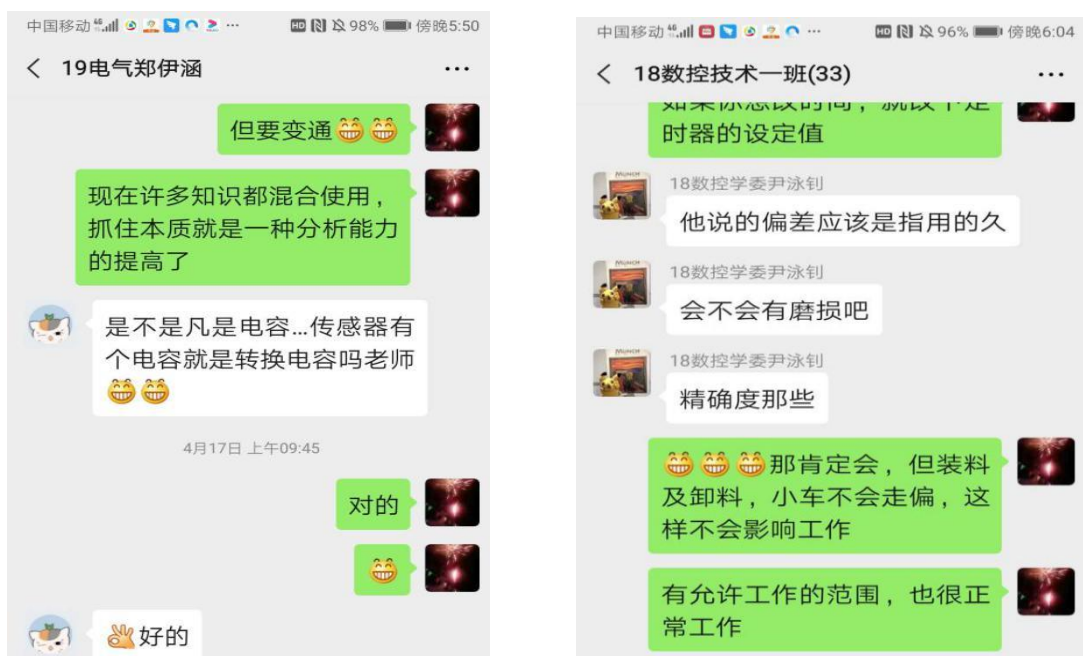 中国移动 4G HD 98% 傍晚5:50
19电气郑伊涵
但要变通
现在许多知识都混合使用，
抓住本质就是一种分析能力
的提高了
是不是凡是电容...传感器有
个电容就是转换电容吗老师
4月17日 上午09:45
对的
好的
中国移动 4G HD 96% 傍晚6:04
18数控技术一班(33)
时器的设定值
18数控学委尹泳钊
他说的偏差应该是指用的久
18数控学委尹泳钊
会不会有磨损吧
18数控学委尹泳钊
精确度那些
那肯定会，但装料
及卸料，小车不会走偏，这
样不会影响工作
有允许工作的范围，也很正
常工作